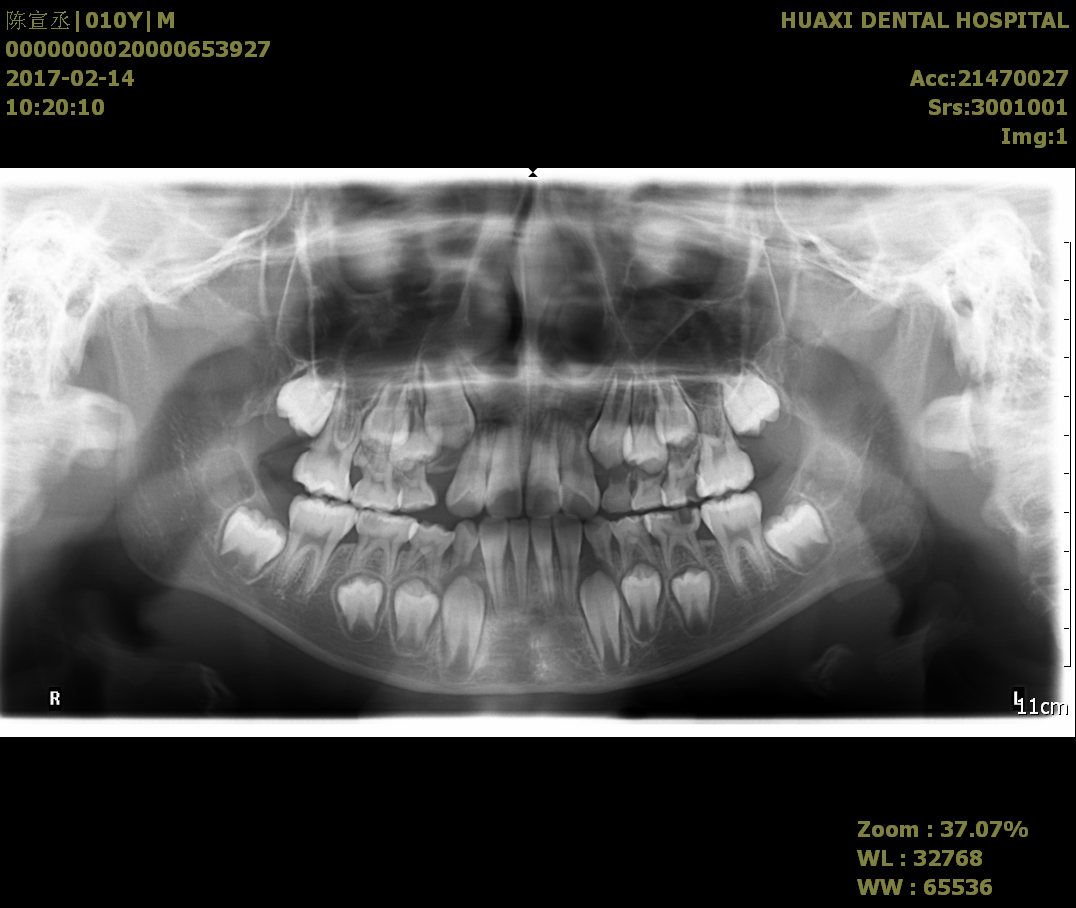 陈宣丞|010Y|M
0000000020000653927
2017-02-14
10:20:10
HUAXI DENTAL HOSPITAL
Acc:21470027
Srs:3001001
Img:1
R
L
11cm
Zoom : 37.07%
WL : 32768
WW : 65536